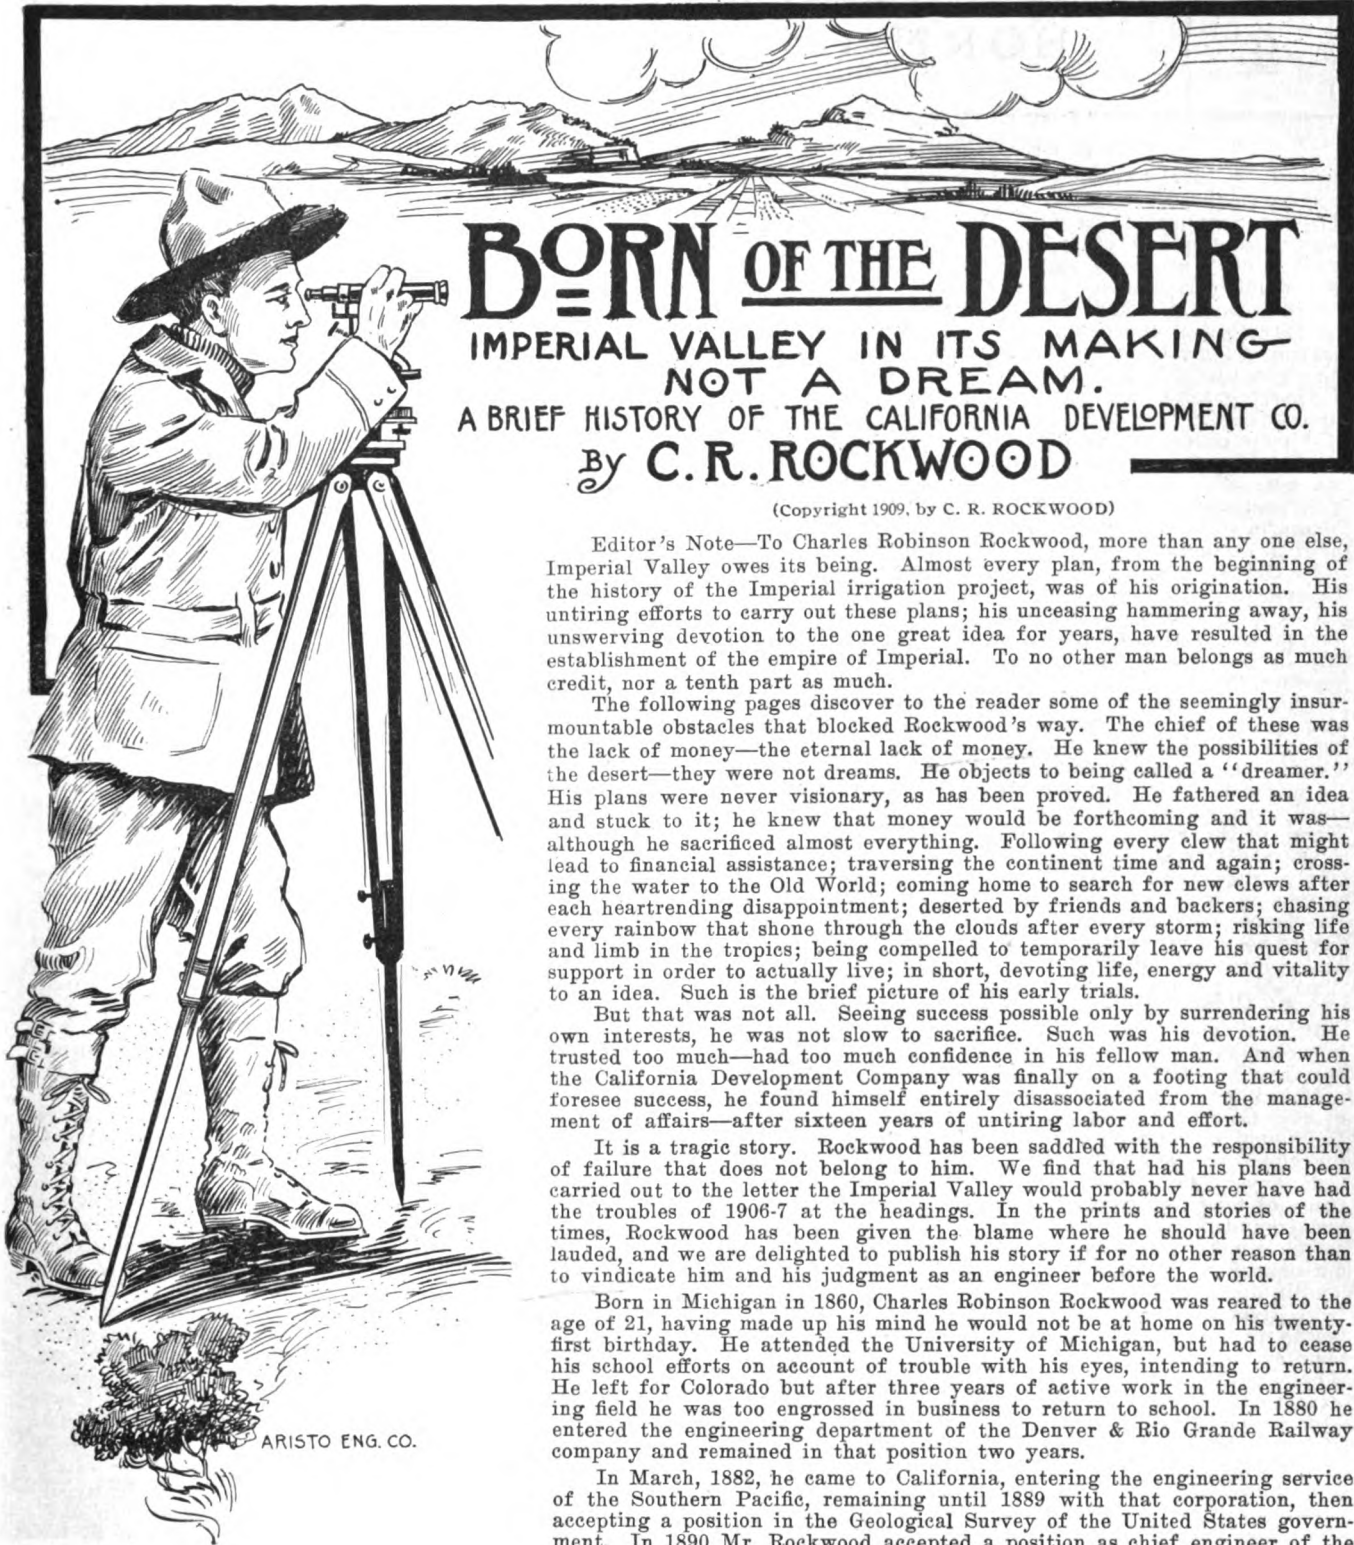 BORN OF THE DESERT
IMPERIAL VALLEY IN ITS MAKING
NOT A DREAM.
A BRIEF HISTORY OF THE CALIFORNIA DEVELOPMENT CO.
By C. R. ROCKWOOD
(Copyright 1909, by C. R. ROCKWOOD)
Editor's Note—To Charles Robinson Rockwood, more than any one else,
Imperial Valley owes its being. Almost every plan, from the beginning of
the history of the Imperial irrigation project, was of his origination. His
untiring efforts to carry out these plans; his unceasing hammering away, his
unswerving devotion to the one great idea for years, have resulted in the
establishment of the empire of Imperial. To no other man belongs as much
credit, nor a tenth part as much.
The following pages discover to the reader some of the seemingly insur-
mountable obstacles that blocked Rockwood's way. The chief of these was
the lack of money—the eternal lack of money. He knew the possibilities of
the desert—they were not dreams. He objects to being called a "dreamer."
His plans were never visionary, as has been proved. He fathered an idea
and stuck to it; he knew that money would be forthcoming and it was—
although he sacrificed almost everything. Following every clew that might
lead to financial assistance; traversing the continent time and again; cross-
ing the water to the Old World; coming home to search for new clews after
each heartrending disappointment; deserted by friends and backers; chasing
every rainbow that shone through the clouds after every storm; risking life
and limb in the tropics; being compelled to temporarily leave his quest for
support in order to actually live; in short, devoting life, energy and vitality
to an idea. Such is the brief picture of his early trials.
But that was not all. Seeing success possible only by surrendering his
own interests, he was not slow to sacrifice. Such was his devotion. He
trusted too much—had too much confidence in his fellow man. And when
the California Development Company was finally on a footing that could
foresee success, he found himself entirely disassociated from the manage-
ment of affairs—after sixteen years of untiring labor and effort.
It is a tragic story. Rockwood has been saddled with the responsibility
of failure that does not belong to him. We find that had his plans been
carried out to the letter the Imperial Valley would probably never have had
the troubles of 1906-7 at the headings. In the prints and stories of the
times, Rockwood has been given the blame where he should have been
lauded, and we are delighted to publish his story if for no other reason than
to vindicate him and his judgment as an engineer before the world.
Born in Michigan in 1860, Charles Robinson Rockwood was reared to the
age of 21, having made up his mind he would not be at home on his twenty-
first birthday. He attended the University of Michigan, but had to cease
his school efforts on account of trouble with his eyes, intending to return.
He left for Colorado but after three years of active work in the engineer-
ing field he was too engrossed in business to return to school. In 1880 he
entered the engineering department of the Denver & Rio Grande Railway
company and remained in that position two years.
In March, 1882, he came to California, entering the engineering service
of the Southern Pacific, remaining until 1889 with that corporation, then
accepting a position in the Geological Survey of the United States govern-
ment. In 1890 Mr. Rockwood accepted a position as chief engineer of the
ARISTO ENG. CO.